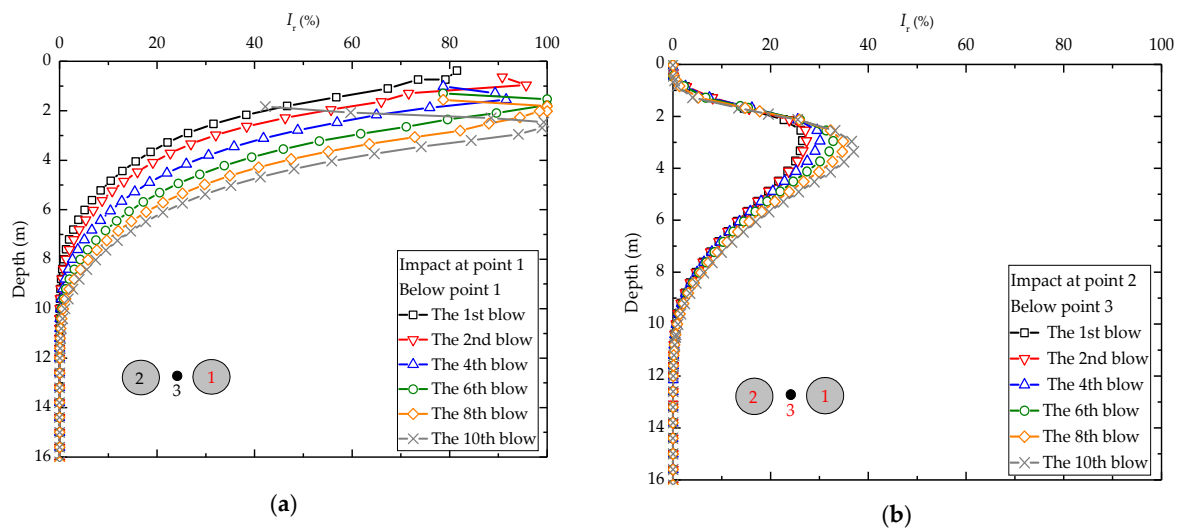 I_r (%)
0 20 40 60 80 100
Depth (m)
0
2
4
6
8
10
12
14
16
Impact at point 1
Below point 1
The 1st blow
The 2nd blow
The 4th blow
The 6th blow
The 8th blow
The 10th blow
2 3 1
(a)
I_r (%)
0 20 40 60 80 100
Depth (m)
0
2
4
6
8
10
12
14
16
Impact at point 2
Below point 3
The 1st blow
The 2nd blow
The 4th blow
The 6th blow
The 8th blow
The 10th blow
2 3 1
(b)